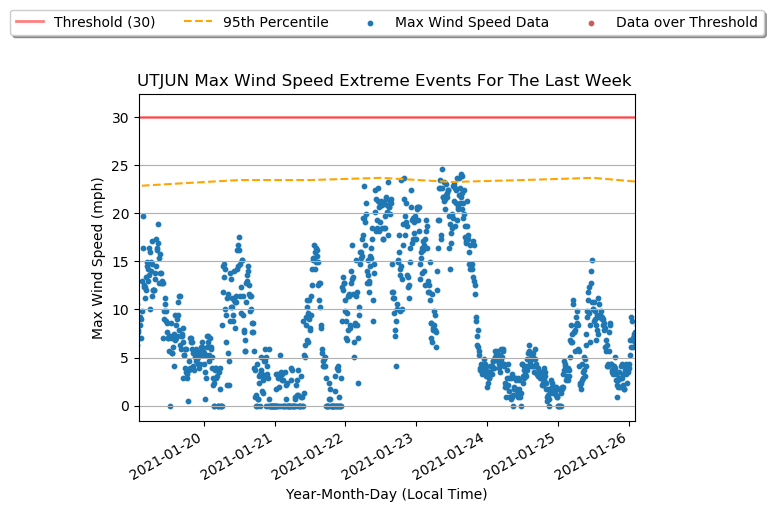 Threshold (30) 95th Percentile Max Wind Speed Data Data over Threshold
UTJUN Max Wind Speed Extreme Events For The Last Week
30
25
20
15
10
5
0
Max Wind Speed (mph)
2021-01-20 2021-01-21 2021-01-22 2021-01-23 2021-01-24 2021-01-25 2021-01-26
Year-Month-Day (Local Time)